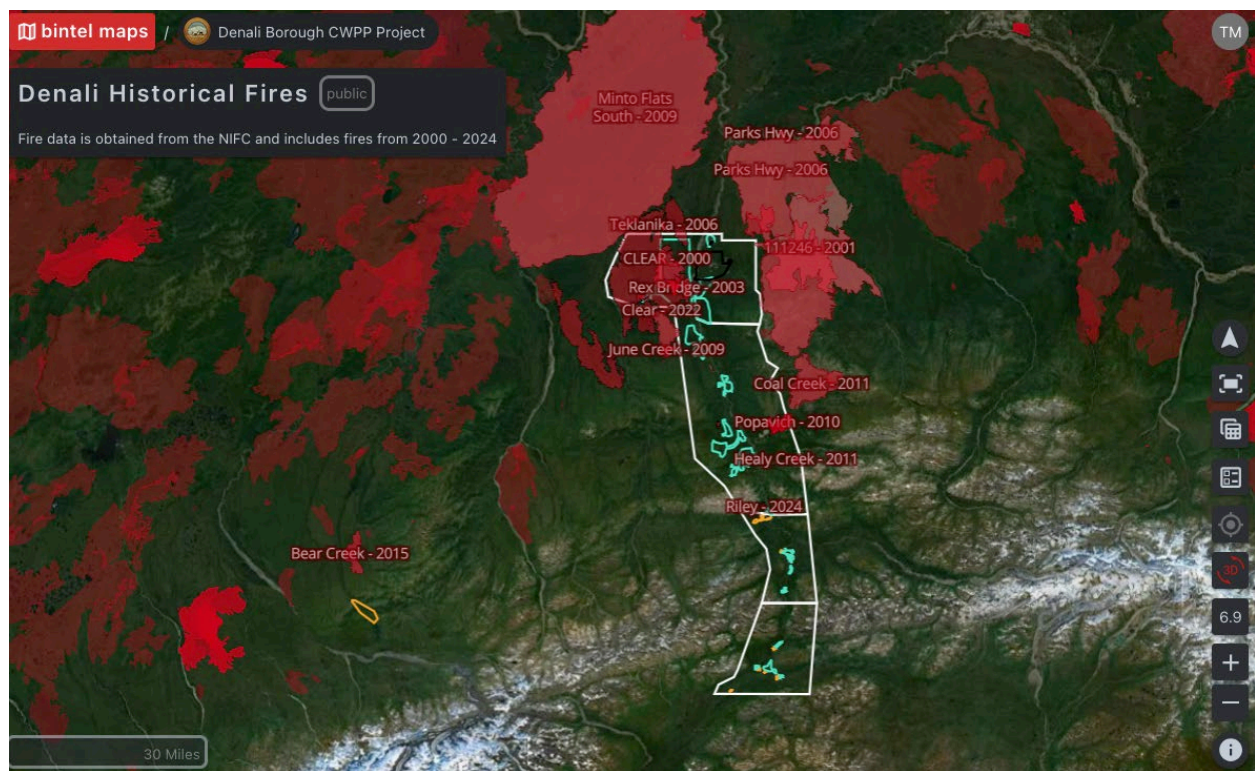 bintel maps / Denali Borough CWPP Project
TM
Denali Historical Fires public
Fire data is obtained from the NIFC and includes fires from 2000 - 2024
Minto Flats
South - 2009
Parks Hwy - 2006
Parks Hwy - 2006
Teklanika - 2006
111246 - 2001
CLEAR - 2000
Rex Bridge - 2003
Clear - 2022
June Creek - 2009
Coal Creek - 2011
Popavich - 2010
Healy Creek - 2011
Riley - 2024
Bear Creek - 2015
3D
6.9
30 Miles